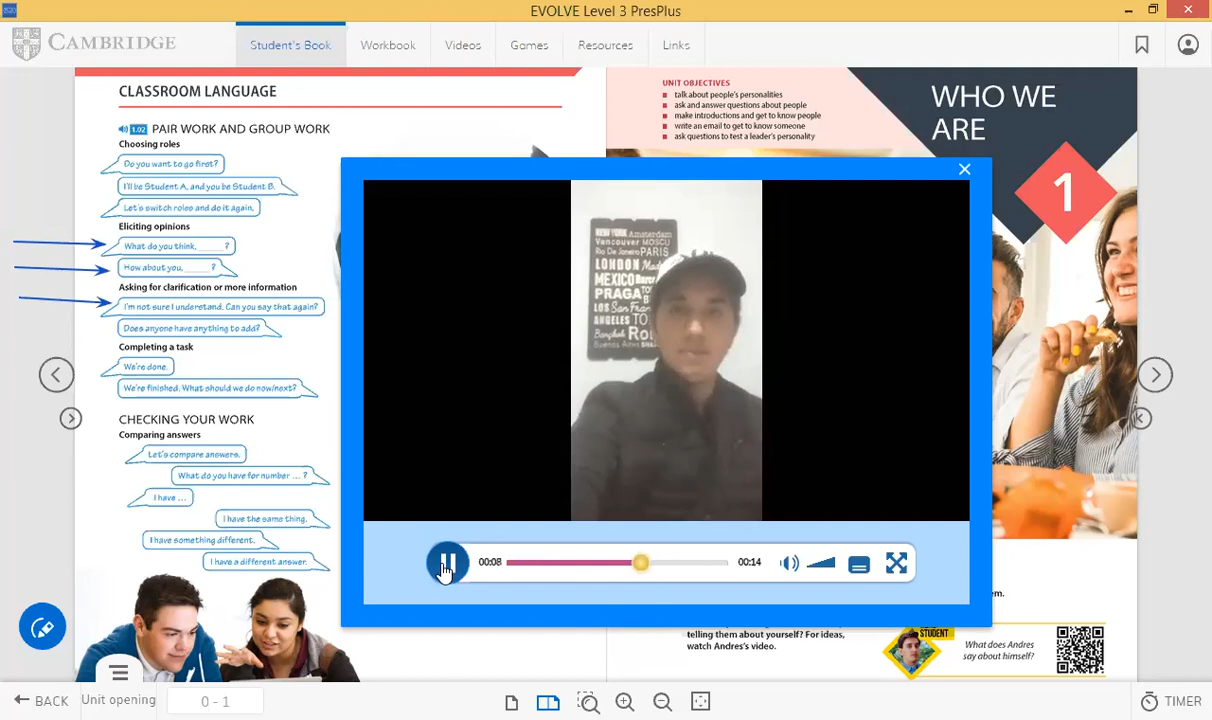 EVOLVE Level 3 PresPlus
CAMBRIDGE
Student's Book
Workbook
Videos
Games
Resources
Links
CLASSROOM LANGUAGE
1.02 PAIR WORK AND GROUP WORK
Choosing roles
Do you want to go first?
I'll be Student A, and you be Student B.
Let's switch roles and do it again.
Eliciting opinions
What do you think, ____?
How about you, ____?
Asking for clarification or more information
I'm not sure I understand. Can you say that again?
Does anyone have anything to add?
Completing a task
We're done.
We're finished. What should we do now/next?
CHECKING YOUR WORK
Comparing answers
Let's compare answers.
What do you have for number ... ?
I have ...
I have the same thing.
I have something different.
I have a different answer.
UNIT OBJECTIVES
talk about people's personalities
ask and answer questions about people
make introductions and get to know people
write an email to get to know someone
ask questions to test a leader's personality
WHO WE
ARE
1
NEW YORK Amsterdam
Vancouver MOSCU
Rio De Janeiro PARIS
LONDON
MEXICO
PRAGA
LOS
ANGELES TO
Bangkok
Buenos Aires
00:08
00:14
telling them about yourself? For ideas,
watch Andres's video.
STUDENT
What does Andres
say about himself?
BACK
Unit opening
0 - 1
TIMER